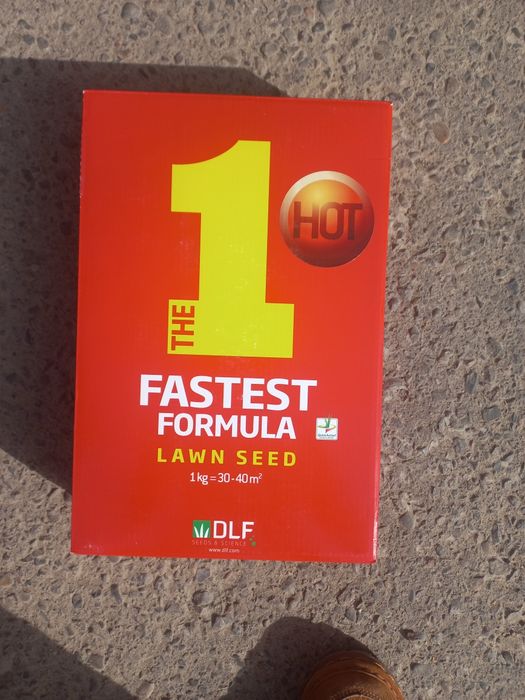 THE
1
HOT
FASTEST
FORMULA
LAWN SEED
1 kg = 30 - 40 m²
DLF
SEEDS & SCIENCE
www.dlf.com